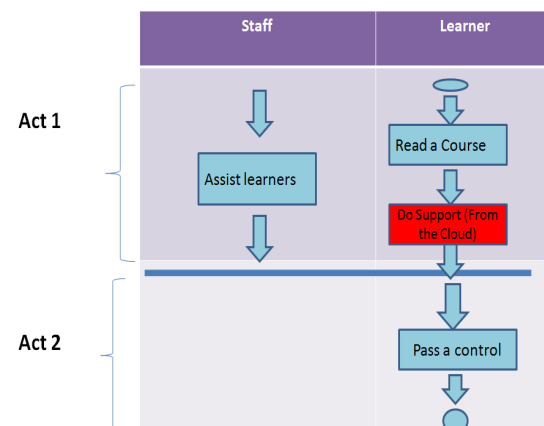 Staff
Learner
Act 1
Read a Course
Assist learners
Do Support (From
the Cloud)
Act 2
Pass a control